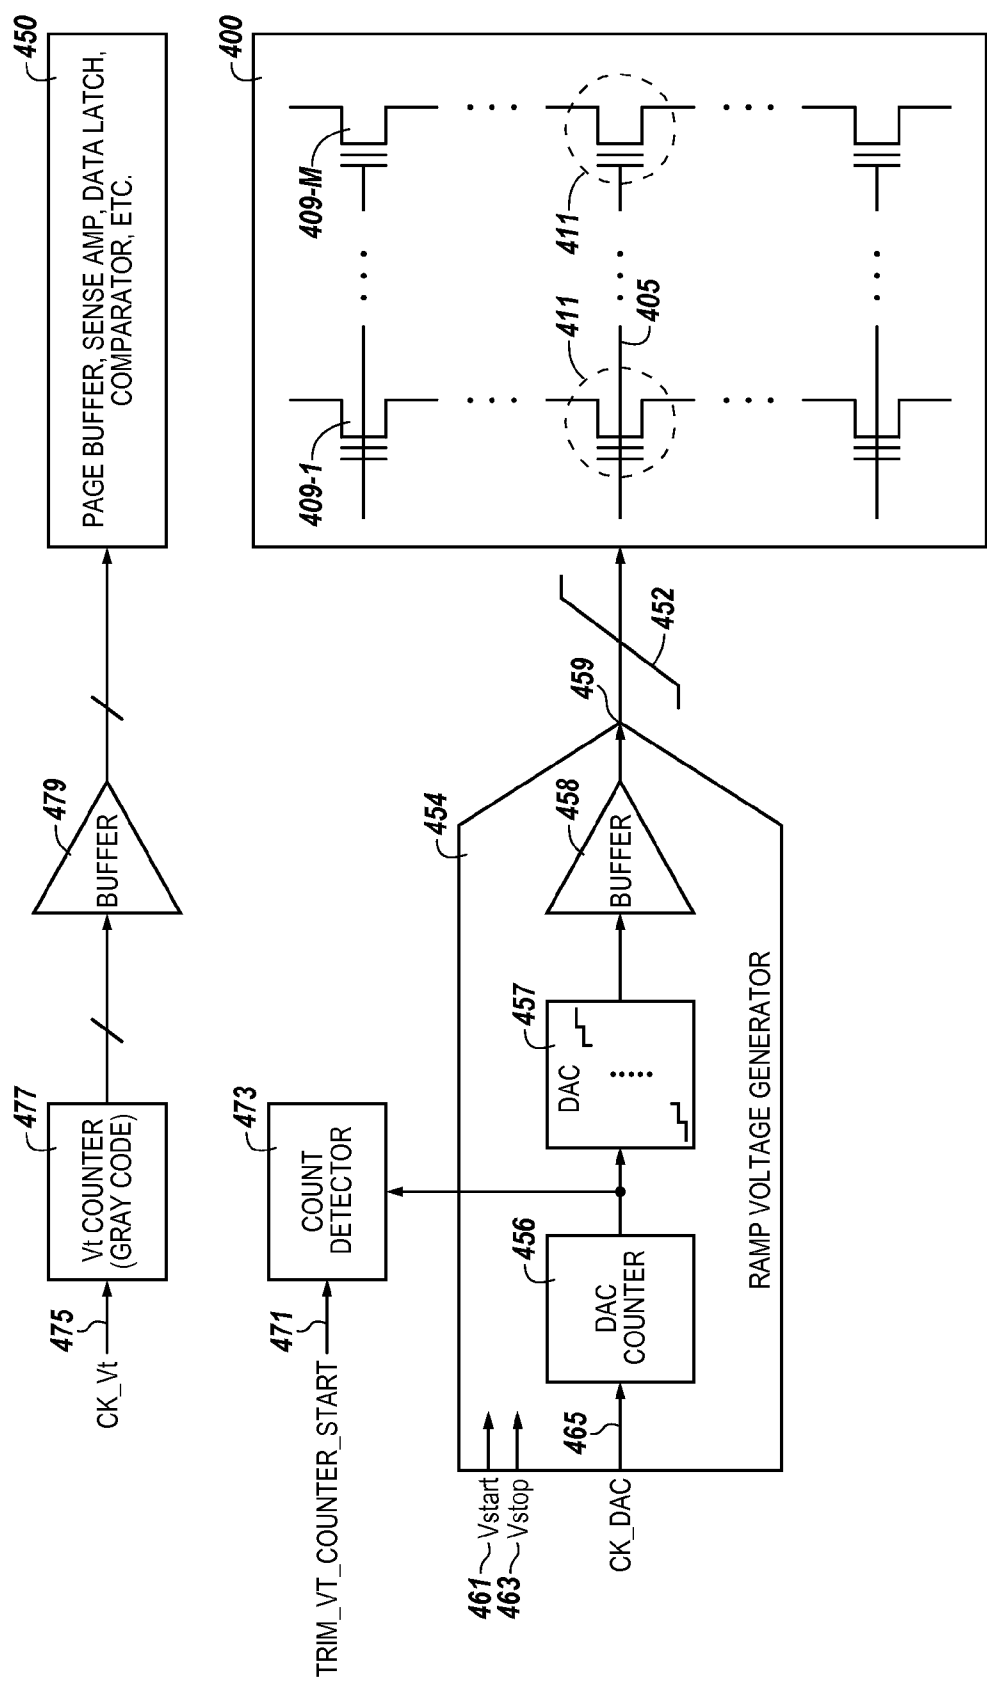 450
PAGE BUFFER, SENSE AMP, DATA LATCH,
COMPARATOR, ETC.
479
BUFFER
477
Vt COUNTER
(GRAY CODE)
475
CK_Vt
473
COUNT
DETECTOR
471
TRIM_VT_COUNTER_START
400
409-M
411
409-1
411
405
452
459
454
458
BUFFER
457
DAC
456
DAC
COUNTER
465
CK_DAC
461
Vstart
463
Vstop
RAMP VOLTAGE GENERATOR